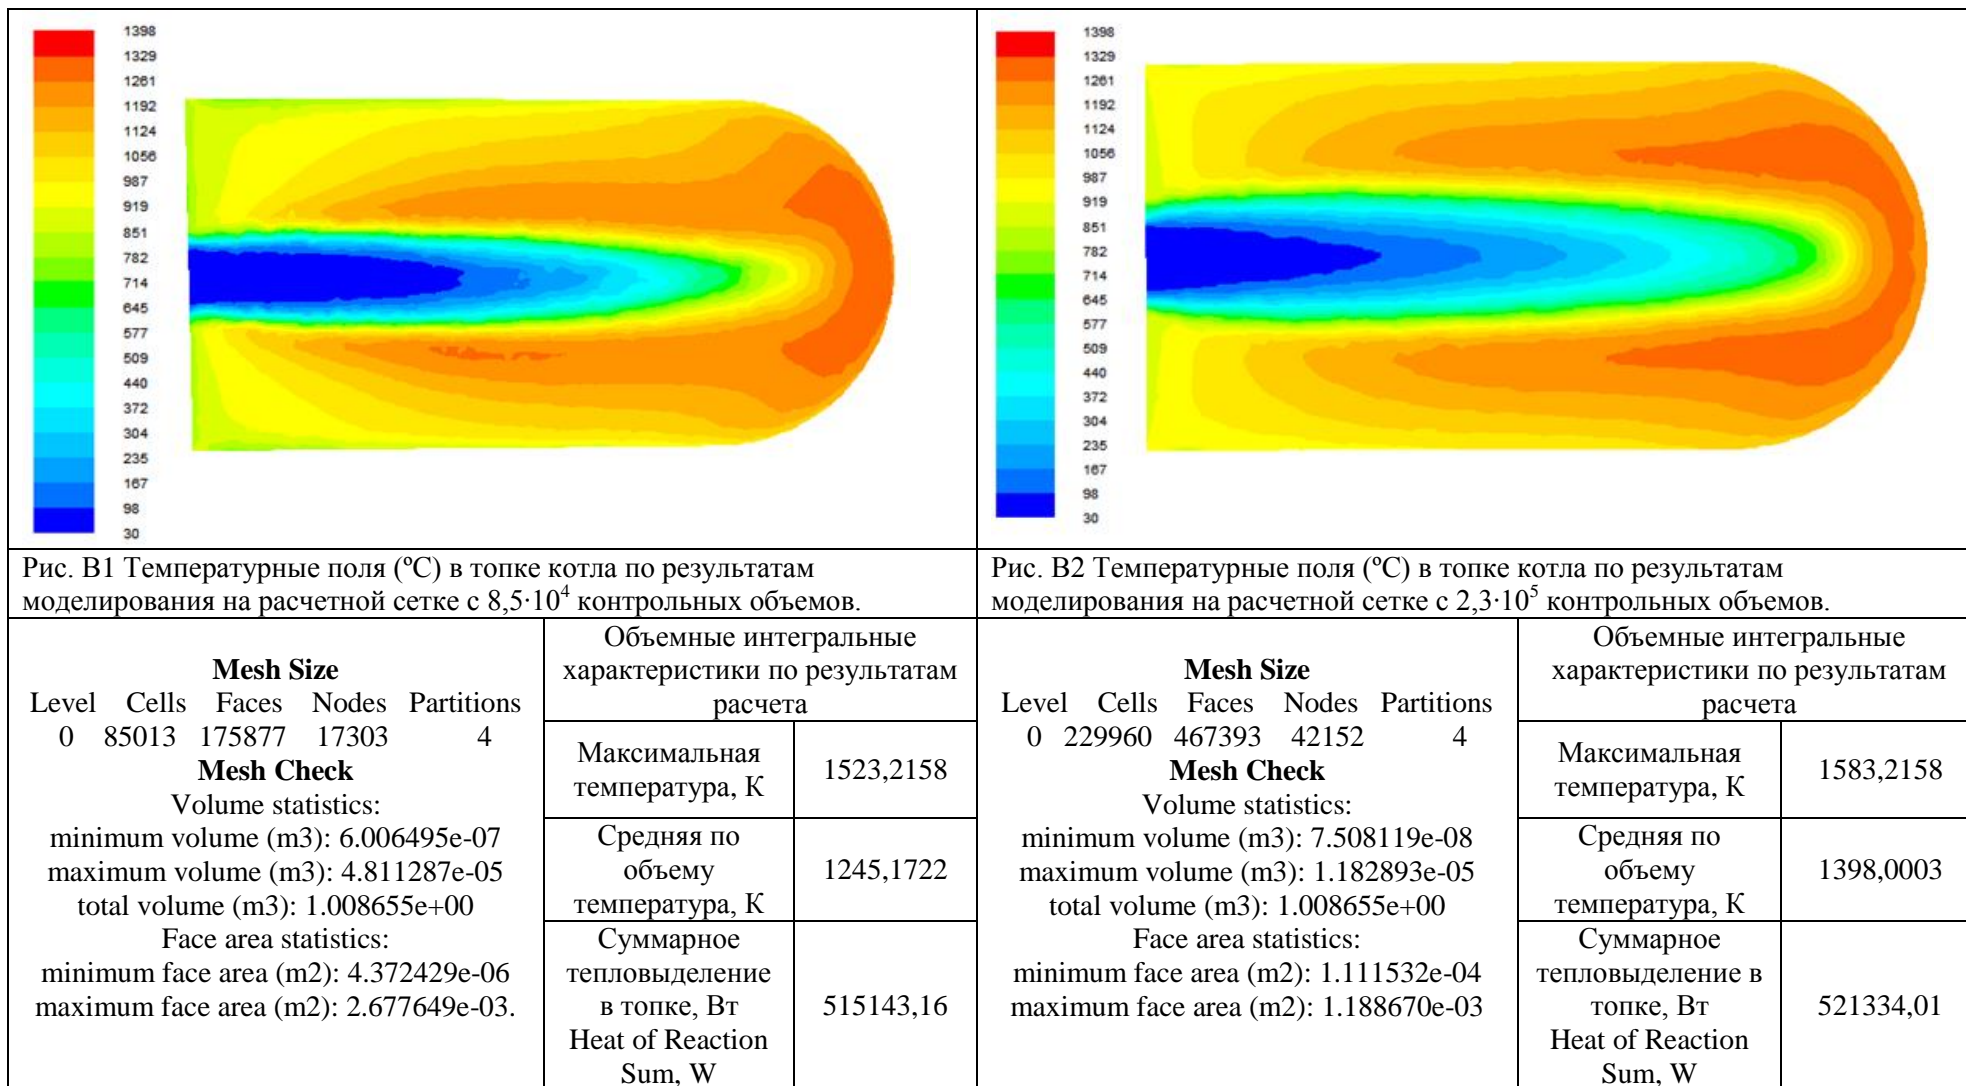 1398
1329
1261
1192
1124
1056
987
919
851
782
714
645
577
509
440
372
304
235
167
98
30
Рис. В1 Температурные поля (ºС) в топке котла по результатам
моделирования на расчетной сетке с 8,5·10⁴ контрольных объемов.
1398
1329
1261
1192
1124
1056
987
919
851
782
714
645
577
509
440
372
304
235
167
98
30
Рис. В2 Температурные поля (ºС) в топке котла по результатам
моделирования на расчетной сетке с 2,3·10⁵ контрольных объемов.
Mesh Size
Level Cells Faces Nodes Partitions
0 85013 175877 17303 4
Mesh Check
Volume statistics:
minimum volume (m3): 6.006495e-07
maximum volume (m3): 4.811287e-05
total volume (m3): 1.008655e+00
Face area statistics:
minimum face area (m2): 4.372429e-06
maximum face area (m2): 2.677649e-03.
Объемные интегральные
характеристики по результатам
расчета
Максимальная
температура, К
1523,2158
Средняя по
объему
температура, К
1245,1722
Суммарное
тепловыделение
в топке, Вт
Heat of Reaction
Sum, W
515143,16
Mesh Size
Level Cells Faces Nodes Partitions
0 229960 467393 42152 4
Mesh Check
Volume statistics:
minimum volume (m3): 7.508119e-08
maximum volume (m3): 1.182893e-05
total volume (m3): 1.008655e+00
Face area statistics:
minimum face area (m2): 1.111532e-04
maximum face area (m2): 1.188670e-03
Объемные интегральные
характеристики по результатам
расчета
Максимальная
температура, К
1583,2158
Средняя по
объему
температура, К
1398,0003
Суммарное
тепловыделение в
топке, Вт
Heat of Reaction
Sum, W
521334,01